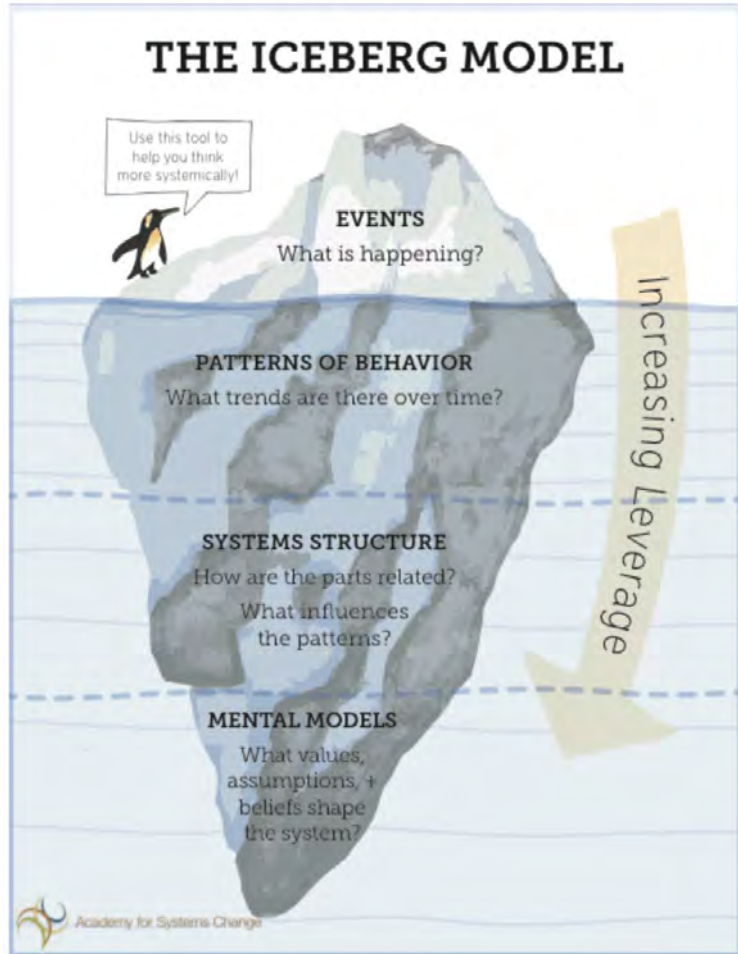 THE ICEBERG MODEL
Use this tool to
help you think
more systemically!
EVENTS
What is happening?
PATTERNS OF BEHAVIOR
What trends are there over time?
SYSTEMS STRUCTURE
How are the parts related?
What influences
the patterns?
MENTAL MODELS
What values,
assumptions, +
beliefs shape
the system?
Increasing Leverage
Academy for Systems Change